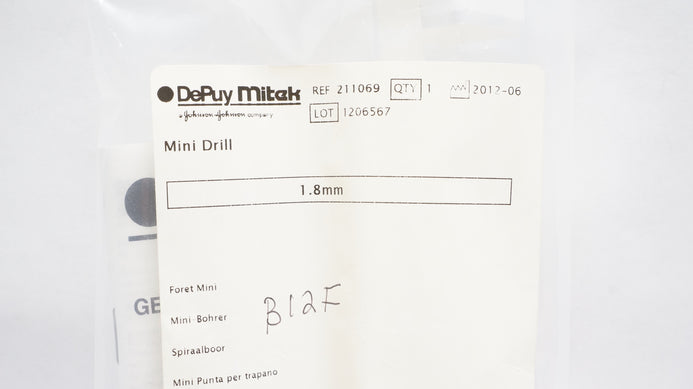 DePuy Mitek REF 211069 QTY 1 2012-06
a Johnson & Johnson company LOT 1206567
Mini Drill
1.8mm
Foret Mini
Mini-Bohrer B12F
Spiraalboor
Mini Punta per trapano
GE